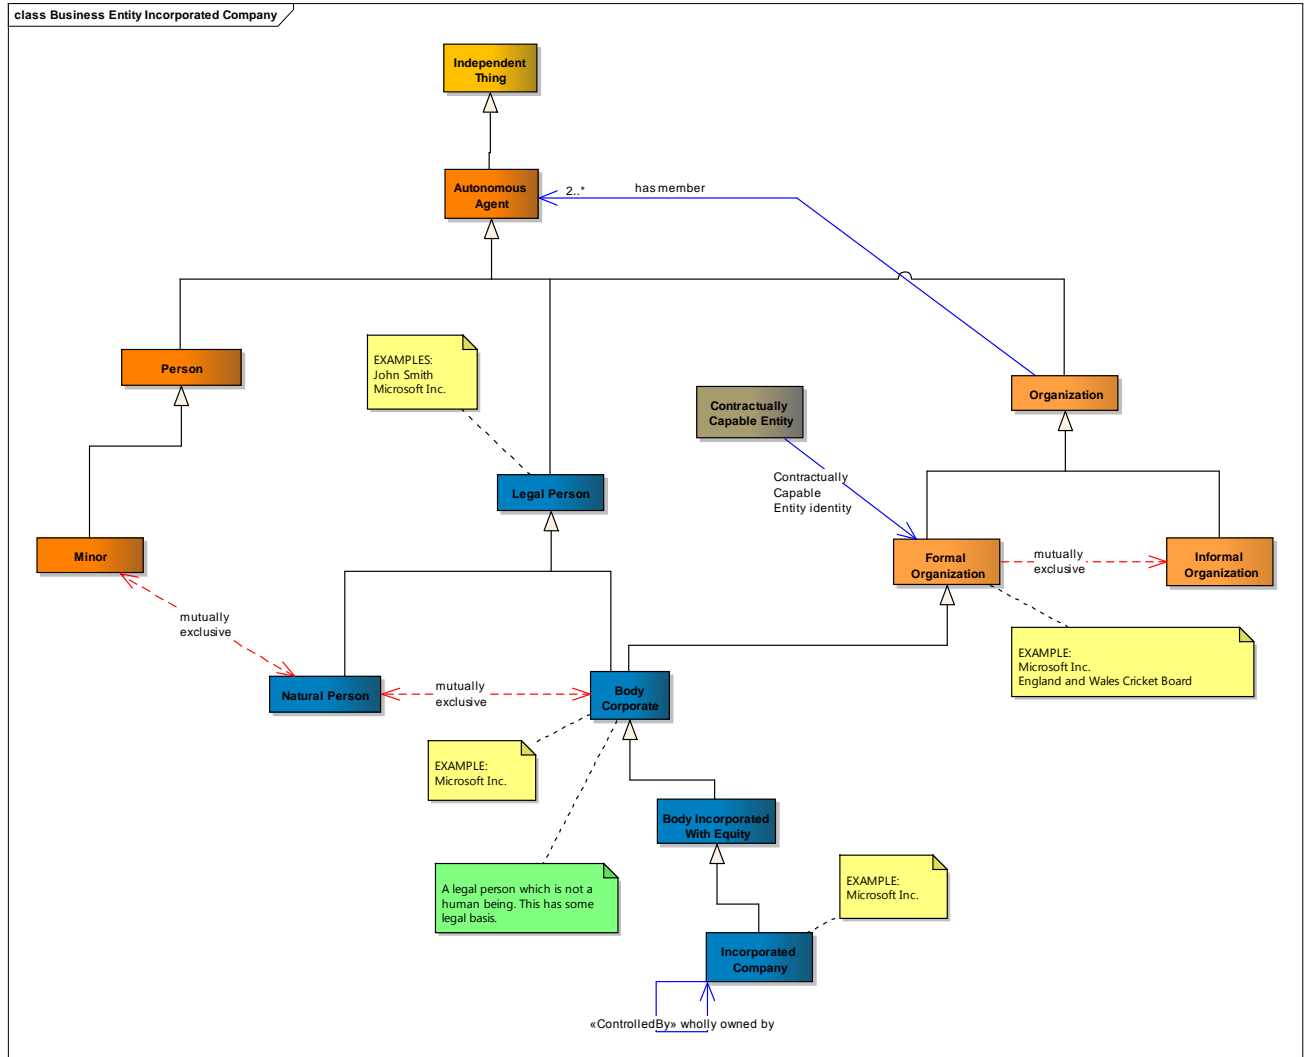 class Business Entity Incorporated Company
Independent
Thing
Autonomous
Agent
2..*
has member
Person
EXAMPLES:
John Smith
Microsoft Inc.
Contractually
Capable Entity
Organization
Legal Person
Contractually
Capable
Entity identity
Minor
Formal
Organization
mutually
exclusive
Informal
Organization
mutually
exclusive
EXAMPLE:
Microsoft Inc.
England and Wales Cricket Board
Natural Person
mutually
exclusive
Body
Corporate
EXAMPLE:
Microsoft Inc.
Body Incorporated
With Equity
A legal person which is not a
human being. This has some
legal basis.
EXAMPLE:
Microsoft Inc.
Incorporated
Company
«ControlledBy» wholly owned by